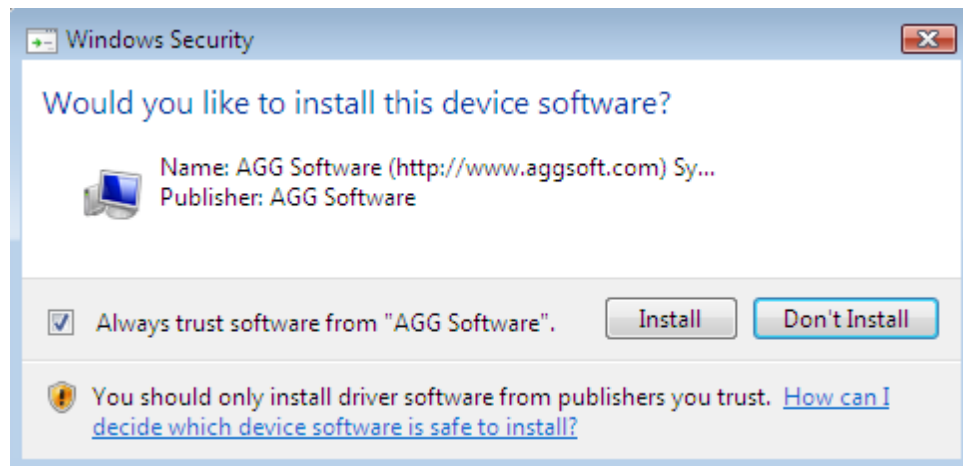 Windows Security
Would you like to install this device software?
Name: AGG Software (http://www.aggsoft.com) Sy...
Publisher: AGG Software
Always trust software from "AGG Software".
Install
Don't Install
You should only install driver software from publishers you trust. How can I
decide which device software is safe to install?